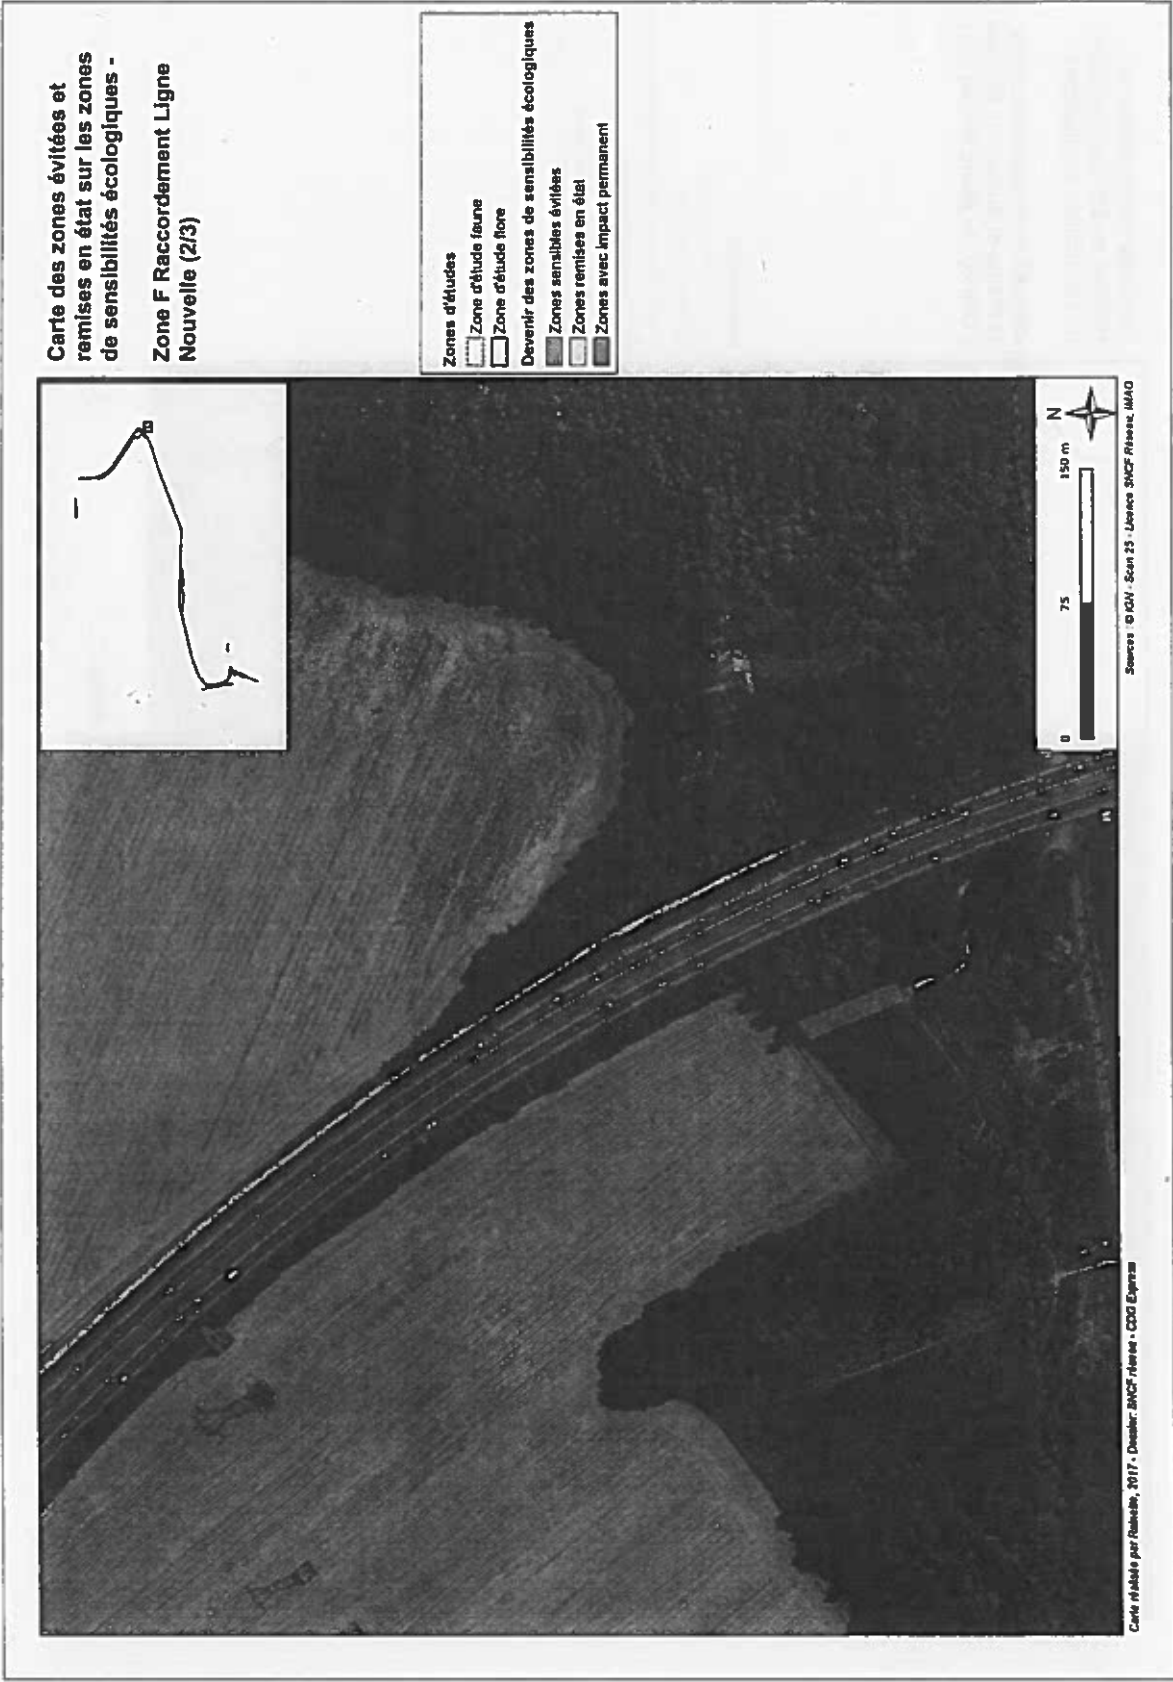 Carte des zones évitées et
remises en état sur les zones
de sensibilités écologiques -
Zone F Raccordement Ligne
Nouvelle (2/3)
Zones d'études
Zone d'étude faune
Zone d'étude flore
Devenir des zones de sensibilités écologiques
Zones sensibles évitées
Zones remises en état
Zones avec impact permanent
N
0 75 150 m
Sources : © IGN - Scan 25 - Licence SNCF Réseau, IMAO
Carte réalisée par Rainette, 2017 - Dossier: SNCF réseau - CDG Express